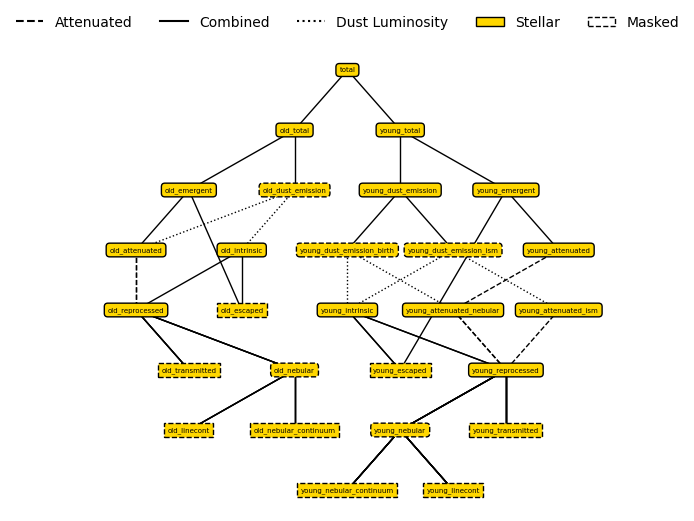 Attenuated Combined Dust Luminosity Stellar Masked
total
old_total young_total
old_emergent old_dust_emission young_dust_emission young_emergent
old_attenuated old_intrinsic young_dust_emission_birth young_dust_emission_ism young_attenuated
old_reprocessed old_escaped young_intrinsic young_attenuated_nebular young_attenuated_ism
old_transmitted old_nebular young_escaped young_reprocessed
old_linecont old_nebular_continuum young_nebular young_transmitted
young_nebular_continuum young_linecont